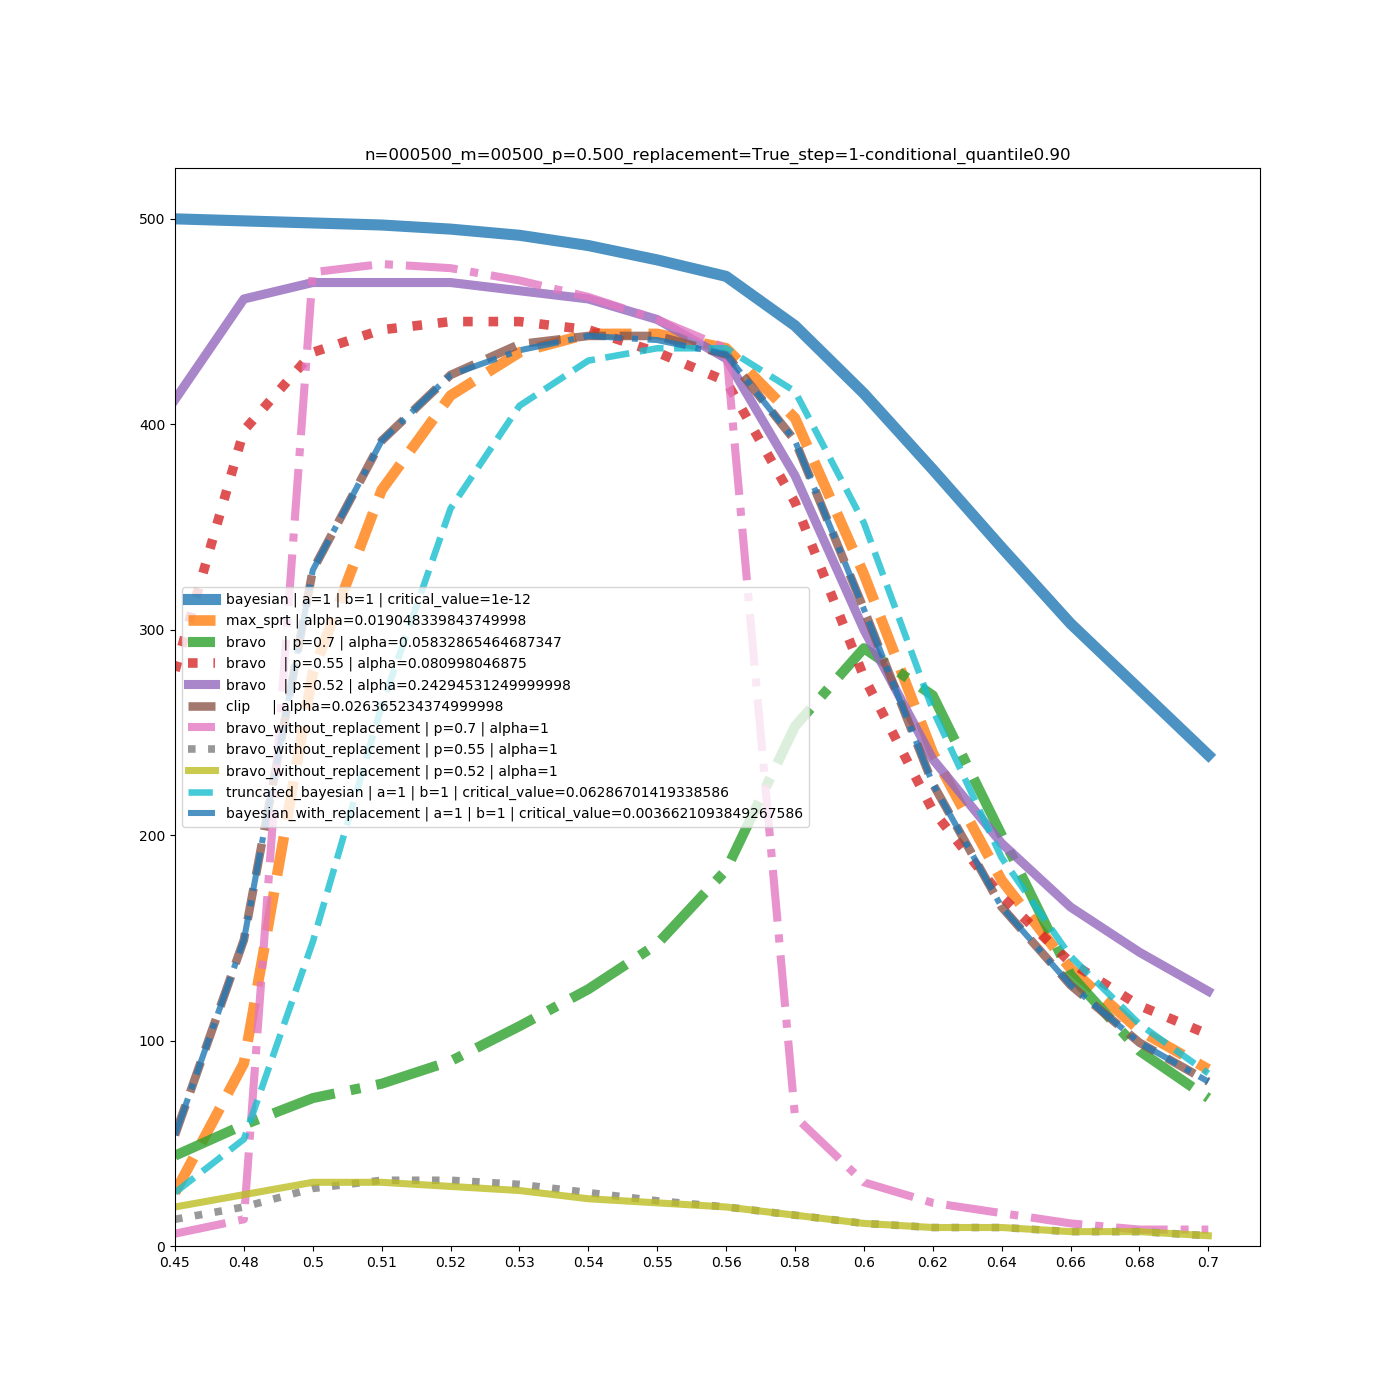 n=000500_m=00500_p=0.500_replacement=True_step=1-conditional_quantile0.90
500
400
300
200
100
0
bayesian | a=1 | b=1 | critical_value=1e-12
max_sprt | alpha=0.019048339843749998
bravo | p=0.7 | alpha=0.05832865464687347
bravo | p=0.55 | alpha=0.080998046875
bravo | p=0.52 | alpha=0.24294531249999998
clip | alpha=0.026365234374999998
bravo_without_replacement | p=0.7 | alpha=1
bravo_without_replacement | p=0.55 | alpha=1
bravo_without_replacement | p=0.52 | alpha=1
truncated_bayesian | a=1 | b=1 | critical_value=0.06286701419338586
bayesian_with_replacement | a=1 | b=1 | critical_value=0.0036621093849267586
0.45 0.48 0.5 0.51 0.52 0.53 0.54 0.55 0.56 0.58 0.6 0.62 0.64 0.66 0.68 0.7